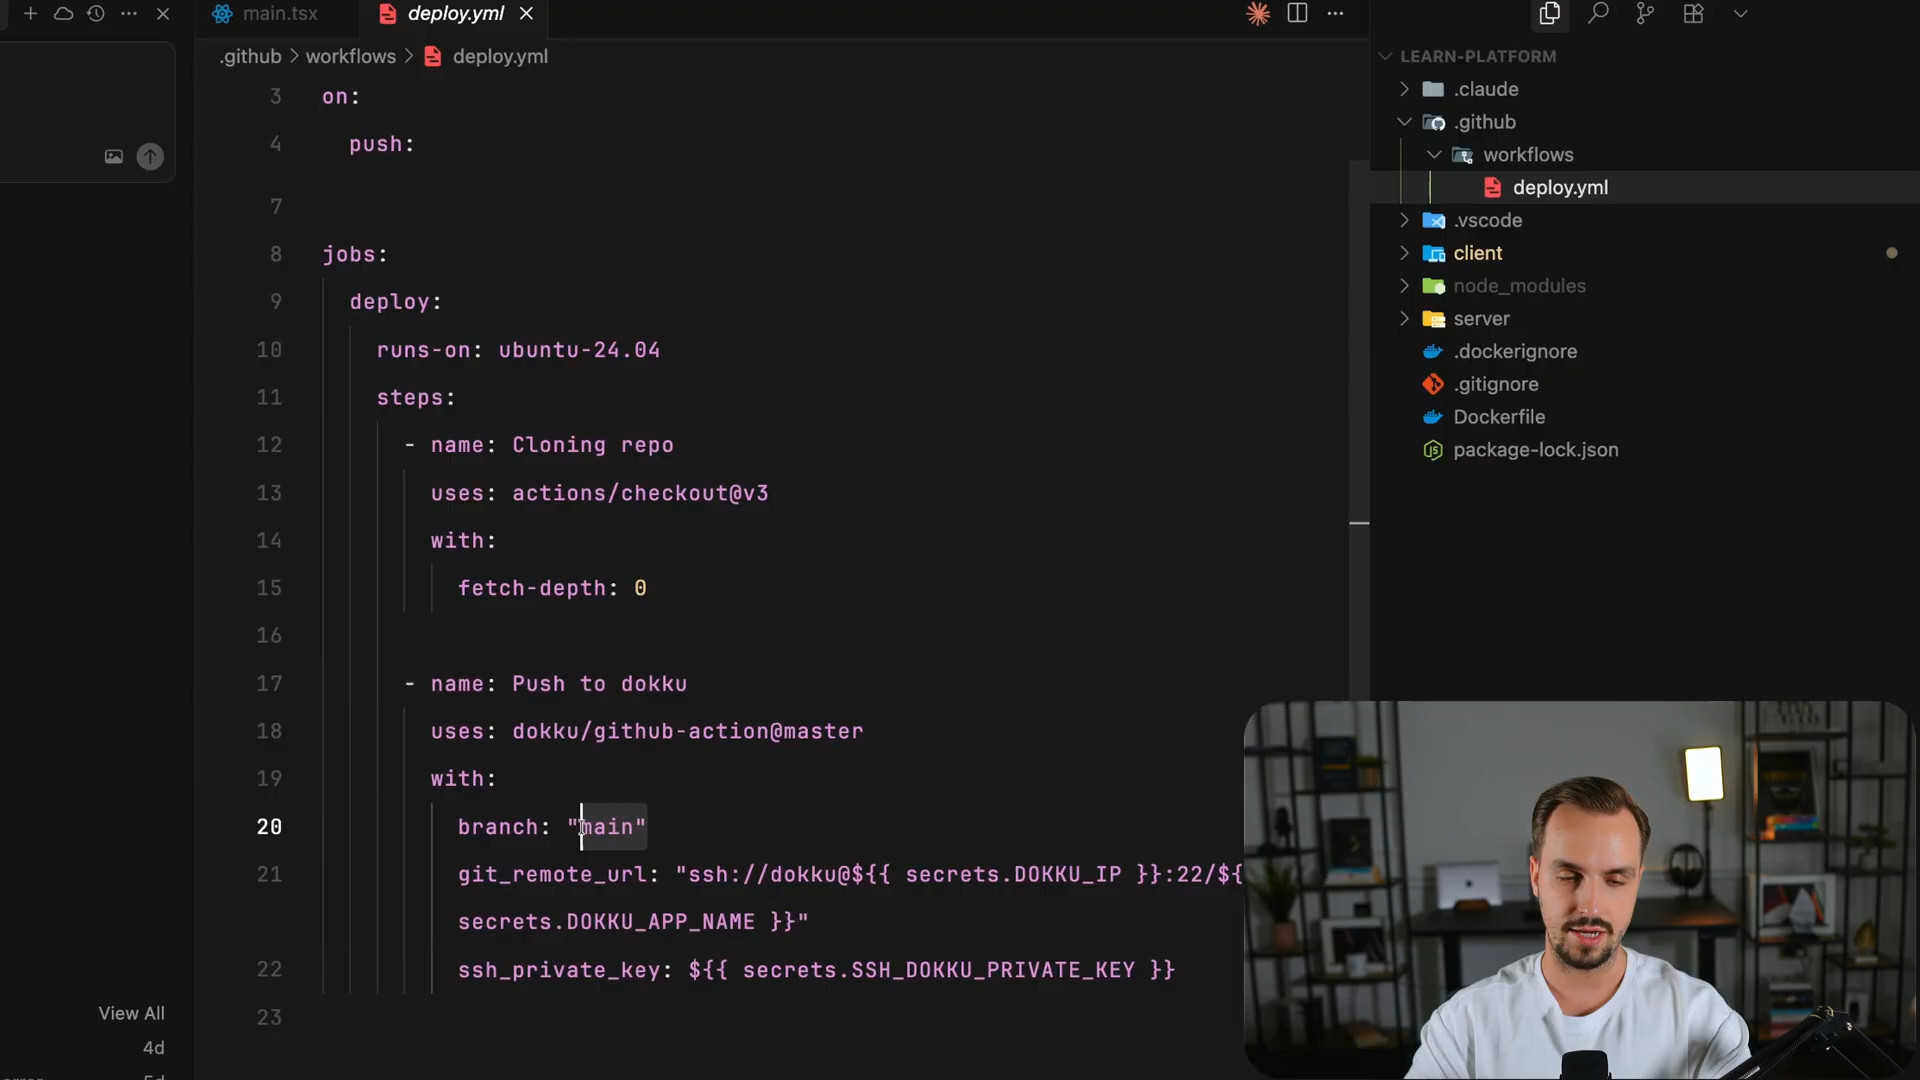 main.tsx
deploy.yml
.github > workflows > deploy.yml
3 on:
4 push:
7
8 jobs:
9 deploy:
10 runs-on: ubuntu-24.04
11 steps:
12 - name: Cloning repo
13 uses: actions/checkout@v3
14 with:
15 fetch-depth: 0
16
17 - name: Push to dokku
18 uses: dokku/github-action@master
19 with:
20 branch: "main"
21 git_remote_url: "ssh://dokku@${{ secrets.DOKKU_IP }}:22/${
secrets.DOKKU_APP_NAME }}"
22 ssh_private_key: ${{ secrets.SSH_DOKKU_PRIVATE_KEY }}
23
View All
4d
5d
LEARN-PLATFORM
.claude
.github
workflows
deploy.yml
.vscode
client
node_modules
server
.dockerignore
.gitignore
Dockerfile
package-lock.json